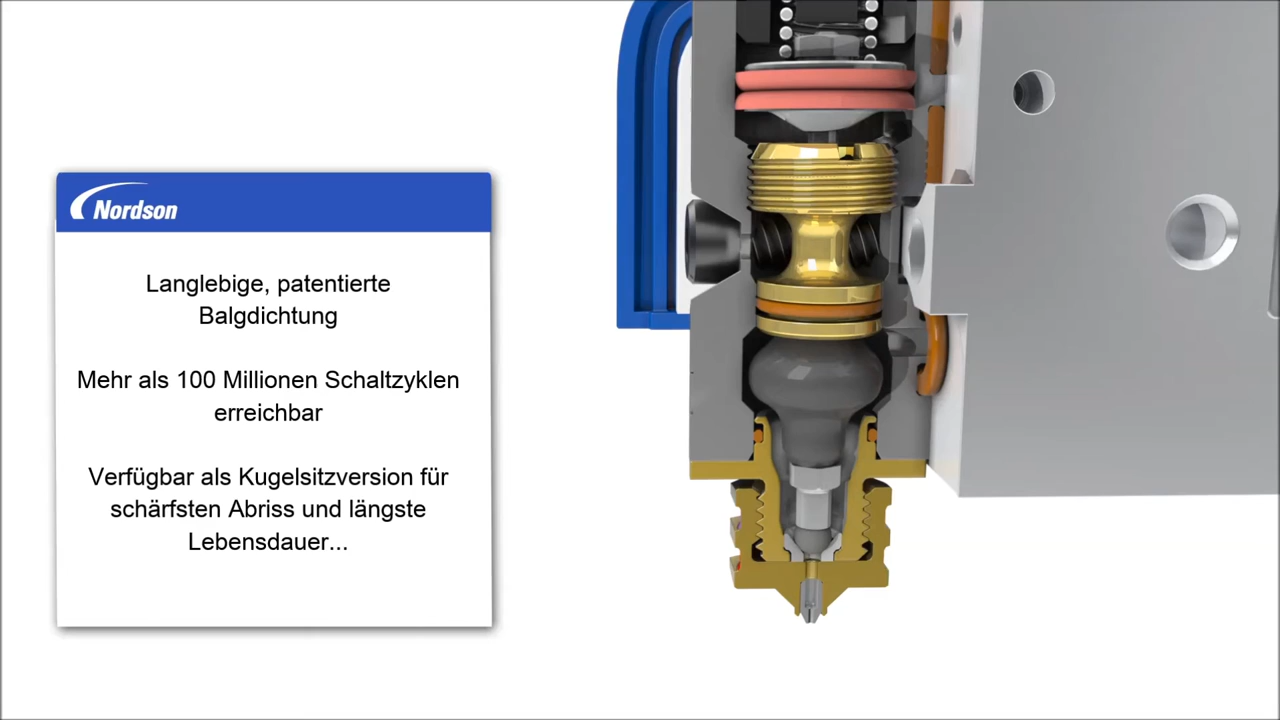 Nordson
Langlebige, patentierte
Balgdichtung
Mehr als 100 Millionen Schaltzyklen
erreichbar
Verfügbar als Kugelsitzversion für
schärfsten Abriss und längste
Lebensdauer...